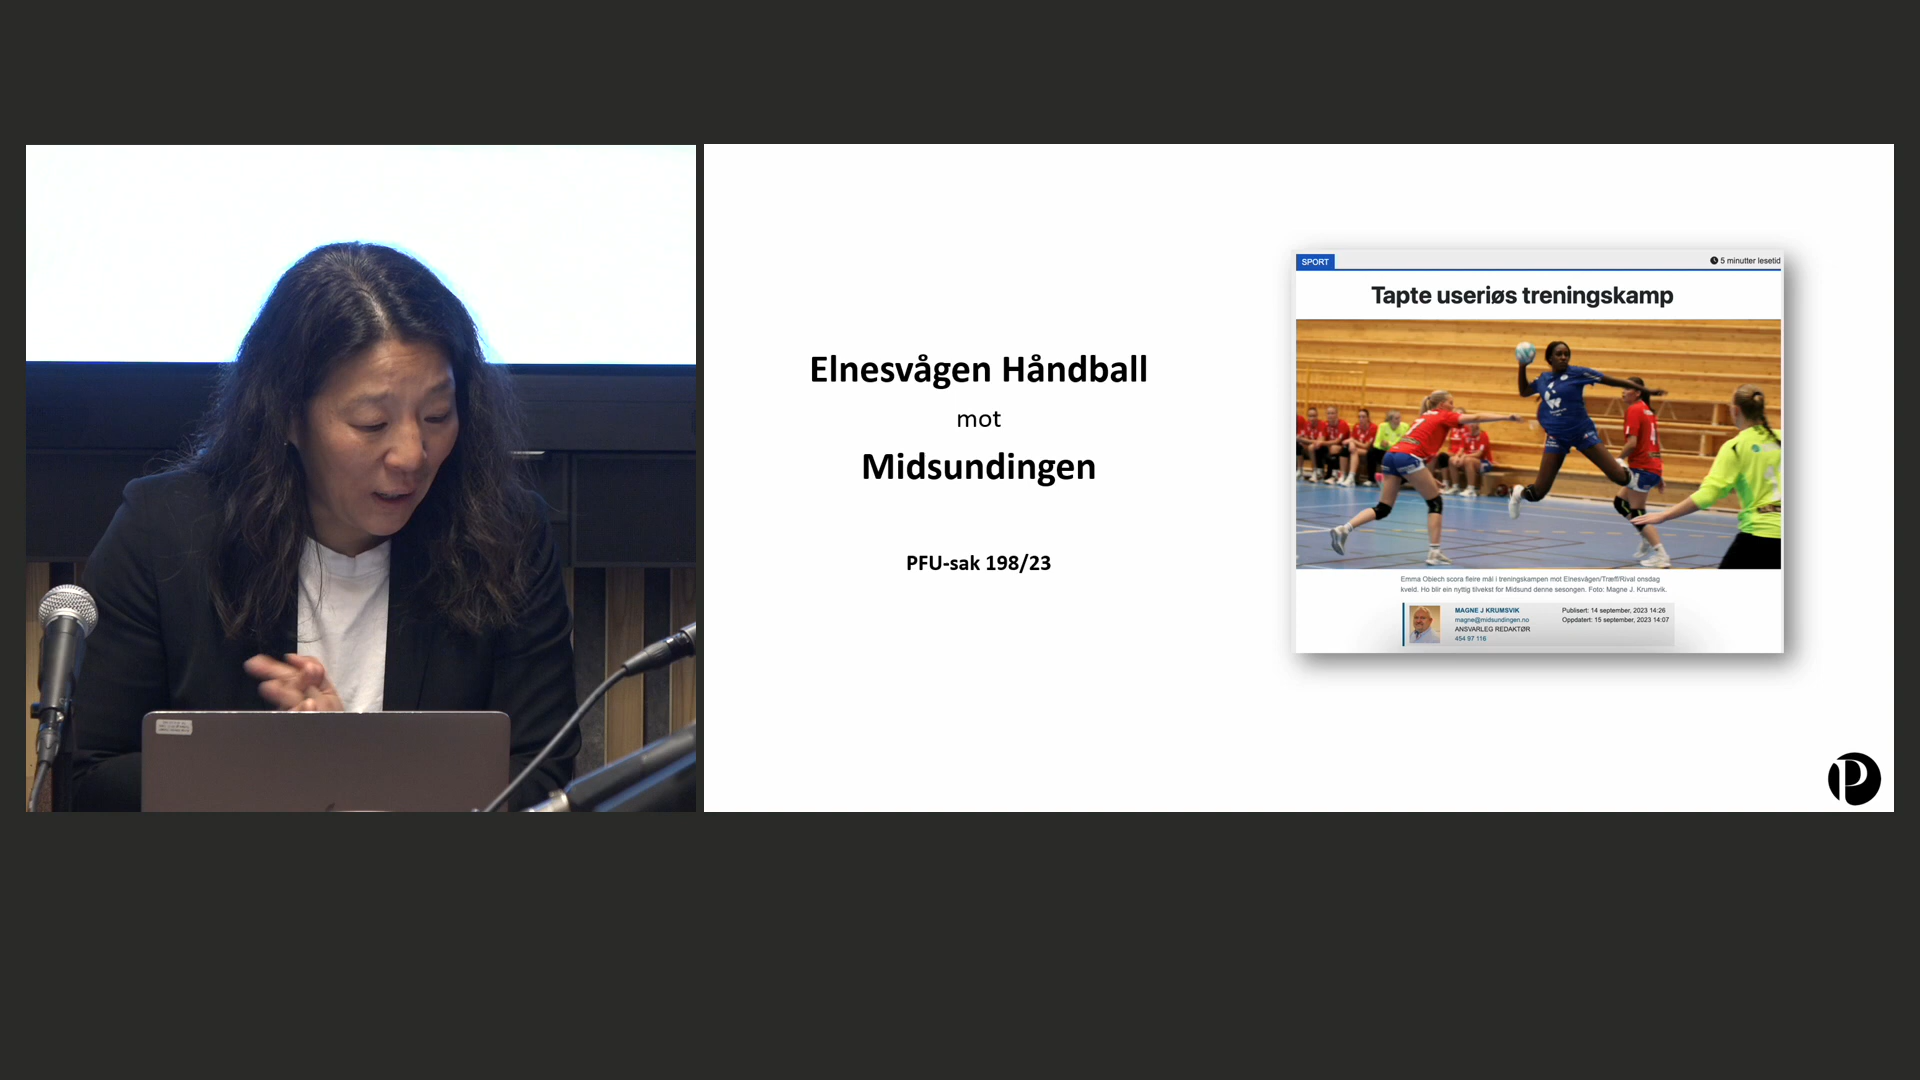 Elnesvågen Håndball
mot
Midsundingen
PFU-sak 198/23
SPORT
5 minutter lesetid
Tapte useriøs treningskamp
Emma Obiech scora fleire mål i treningskampen mot Elnesvågen/Træff/Rival onsdag
kveld. Ho blir ein nyttig tilvekst for Midsund denne sesongen. Foto: Magne J. Krumsvik.
MAGNE J KRUMSVIK
magne@midsundingen.no
ANSVARLEG REDAKTØR
454 97 116
Publisert: 14 september, 2023 14:26
Oppdatert: 15 september, 2023 14:07
P